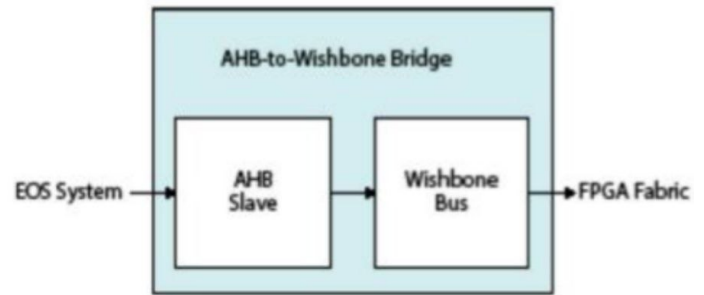 AHB-to-Wishbone Bridge
EOS System
AHB
Slave
Wishbone
Bus
FPGA Fabric